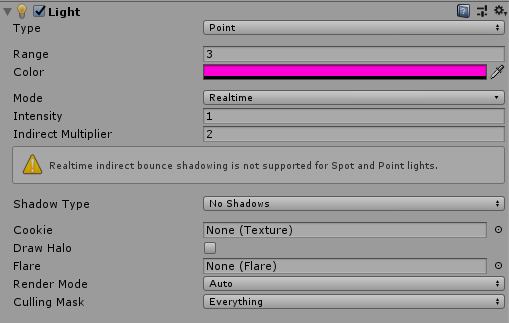 Light
Type Point
Range 3
Color
Mode Realtime
Intensity 1
Indirect Multiplier 2
Realtime indirect bounce shadowing is not supported for Spot and Point lights.
Shadow Type No Shadows
Cookie None (Texture)
Draw Halo
Flare None (Flare)
Render Mode Auto
Culling Mask Everything